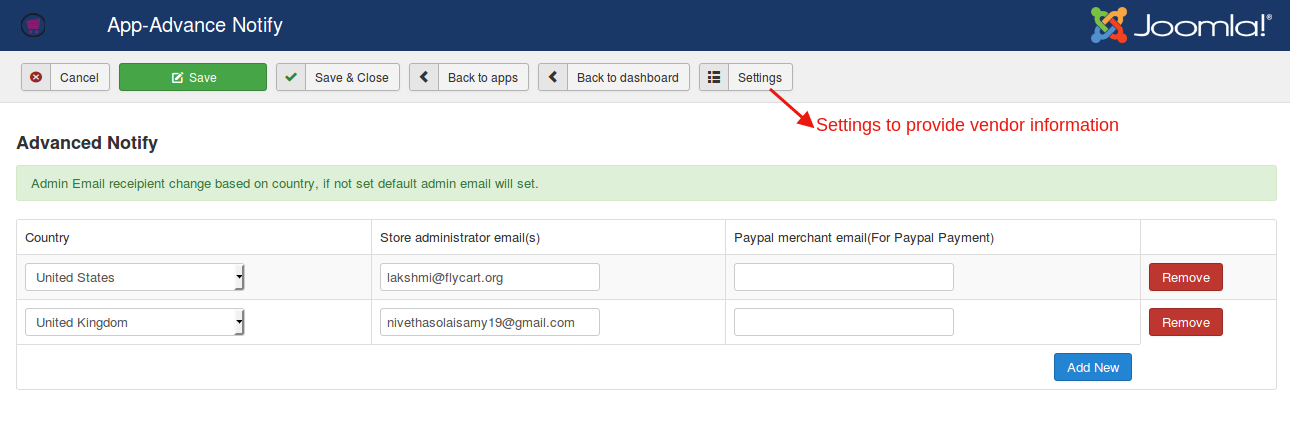 App-Advance Notify
Joomla!®
Cancel
Save
Save & Close
Back to apps
Back to dashboard
Settings
Settings to provide vendor information
Advanced Notify
Admin Email receipient change based on country, if not set default admin email will set.
Country Store administrator email(s) Paypal merchant email(For Paypal Payment)
United States lakshmi@flycart.org Remove
United Kingdom nivethasolaisamy19@gmail.com Remove
Add New